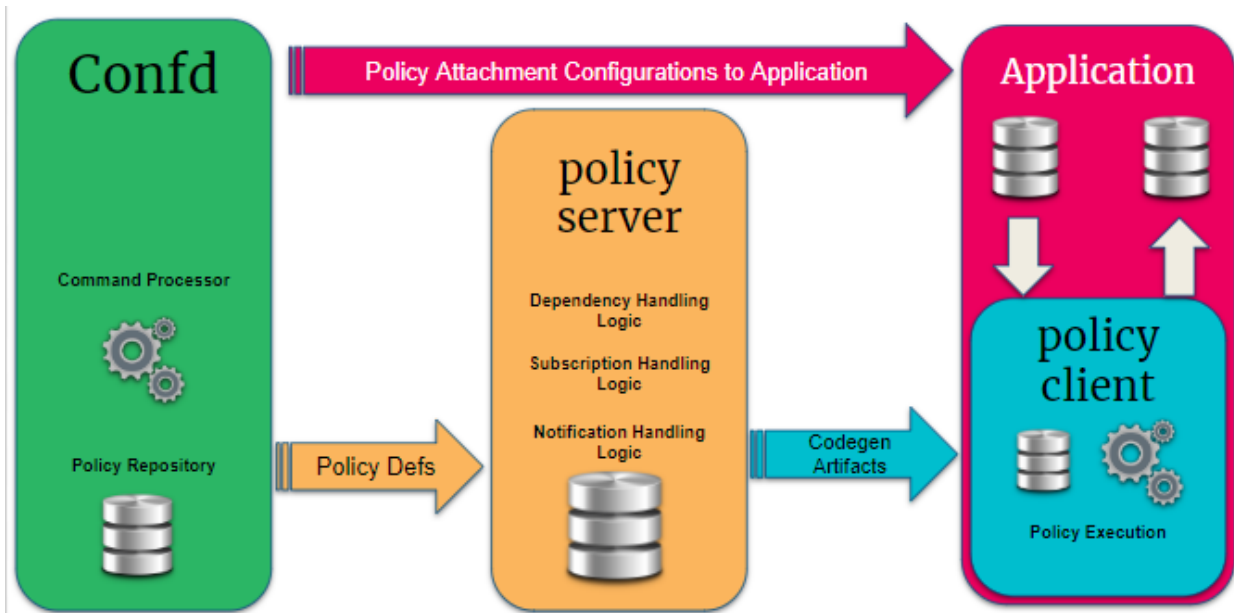 Confd
Command Processor
Policy Repository
Policy Attachment Configurations to Application
Policy Defs
policy
server
Dependency Handling
Logic
Subscription Handling
Logic
Notification Handling
Logic
Codegen
Artifacts
Application
policy
client
Policy Execution